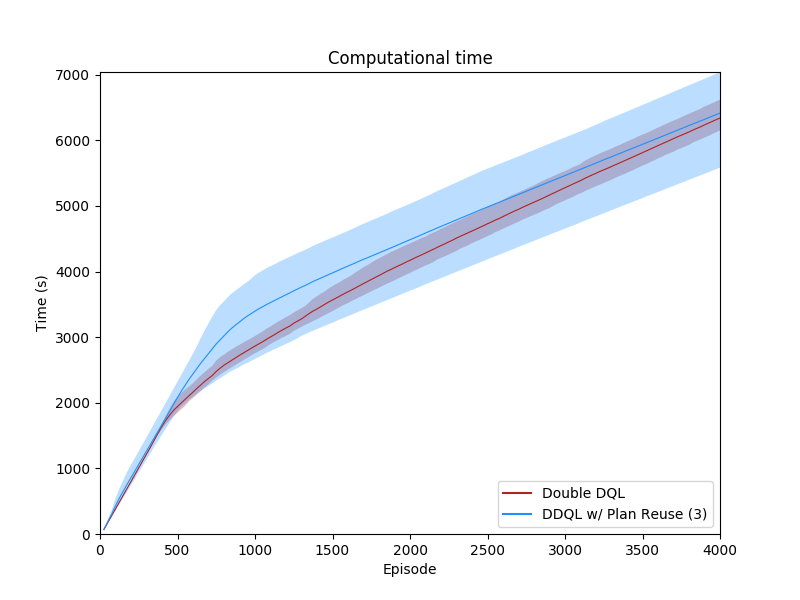 Computational time
7000
6000
5000
4000
3000
2000
1000
0
Time (s)
0 500 1000 1500 2000 2500 3000 3500 4000
Episode
Double DQL
DDQL w/ Plan Reuse (3)